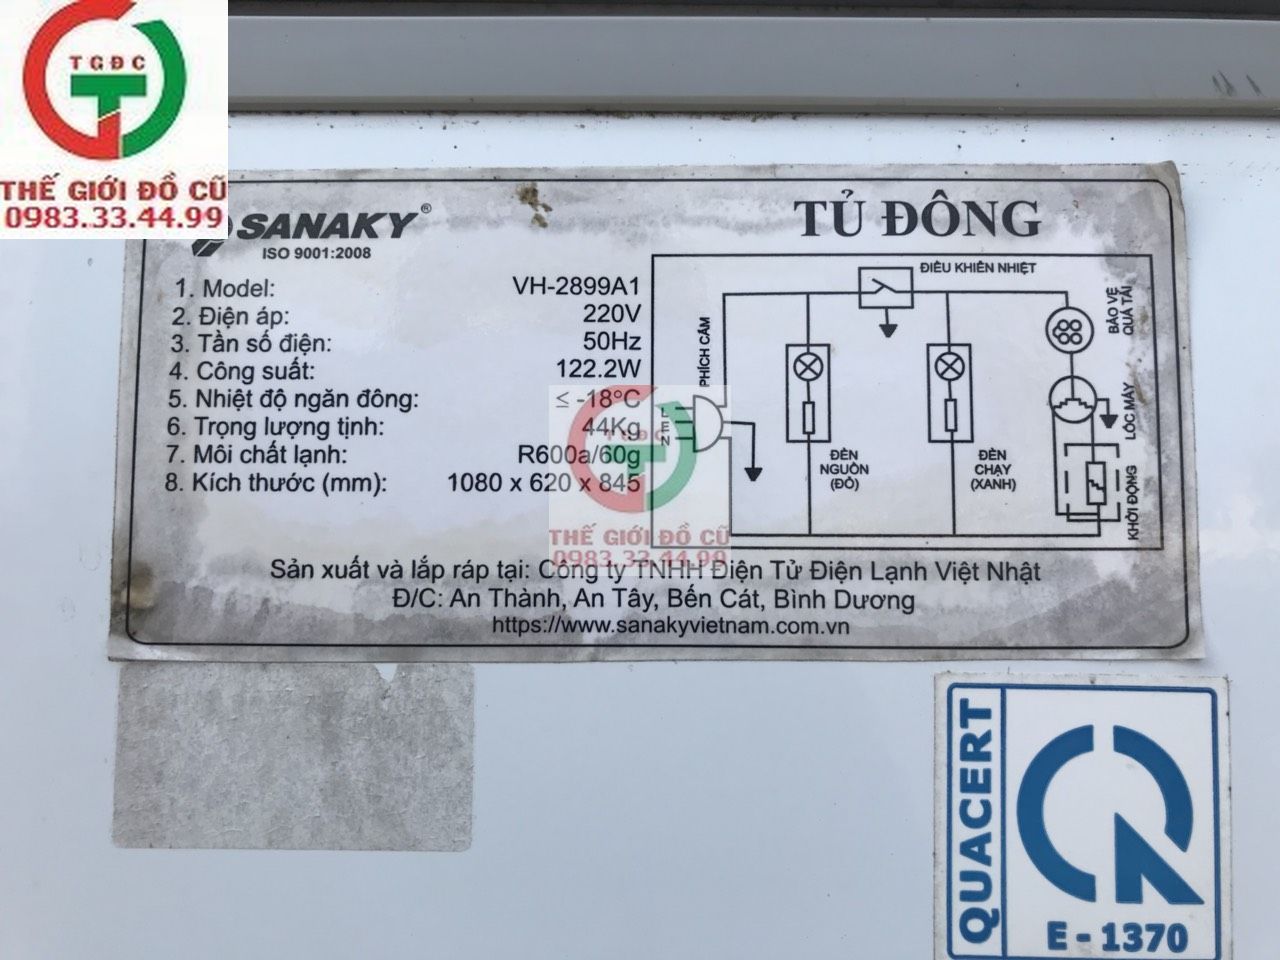 TGĐC
THẾ GIỚI ĐỒ CŨ
0983.33.44.99
SANAKY®
ISO 9001:2008
TỦ ĐÔNG
1. Model: VH-2899A1
2. Điện áp: 220V
3. Tần số điện: 50Hz
4. Công suất: 122.2W
5. Nhiệt độ ngăn đông: ≤ -18°C
6. Trọng lượng tịnh: 44Kg
7. Môi chất lạnh: R600a/60g
8. Kích thước (mm): 1080 x 620 x 845
ĐIỀU KHIỂN NHIỆT
BẢO VỆ
QUÁ TẢI
PHÍCH CẮM
L
E
N
ĐÈN
NGUỒN
(ĐỎ)
ĐÈN
CHẠY
(XANH)
LỐC MÁY
KHỞI ĐỘNG
TGĐC
THẾ GIỚI ĐỒ CŨ
0983.33.44.99
Sản xuất và lắp ráp tại: Công ty TNHH Điện Tử Điện Lạnh Việt Nhật
Đ/C: An Thành, An Tây, Bến Cát, Bình Dương
https://www.sanakyvietnam.com.vn
QUACERT
E - 1370